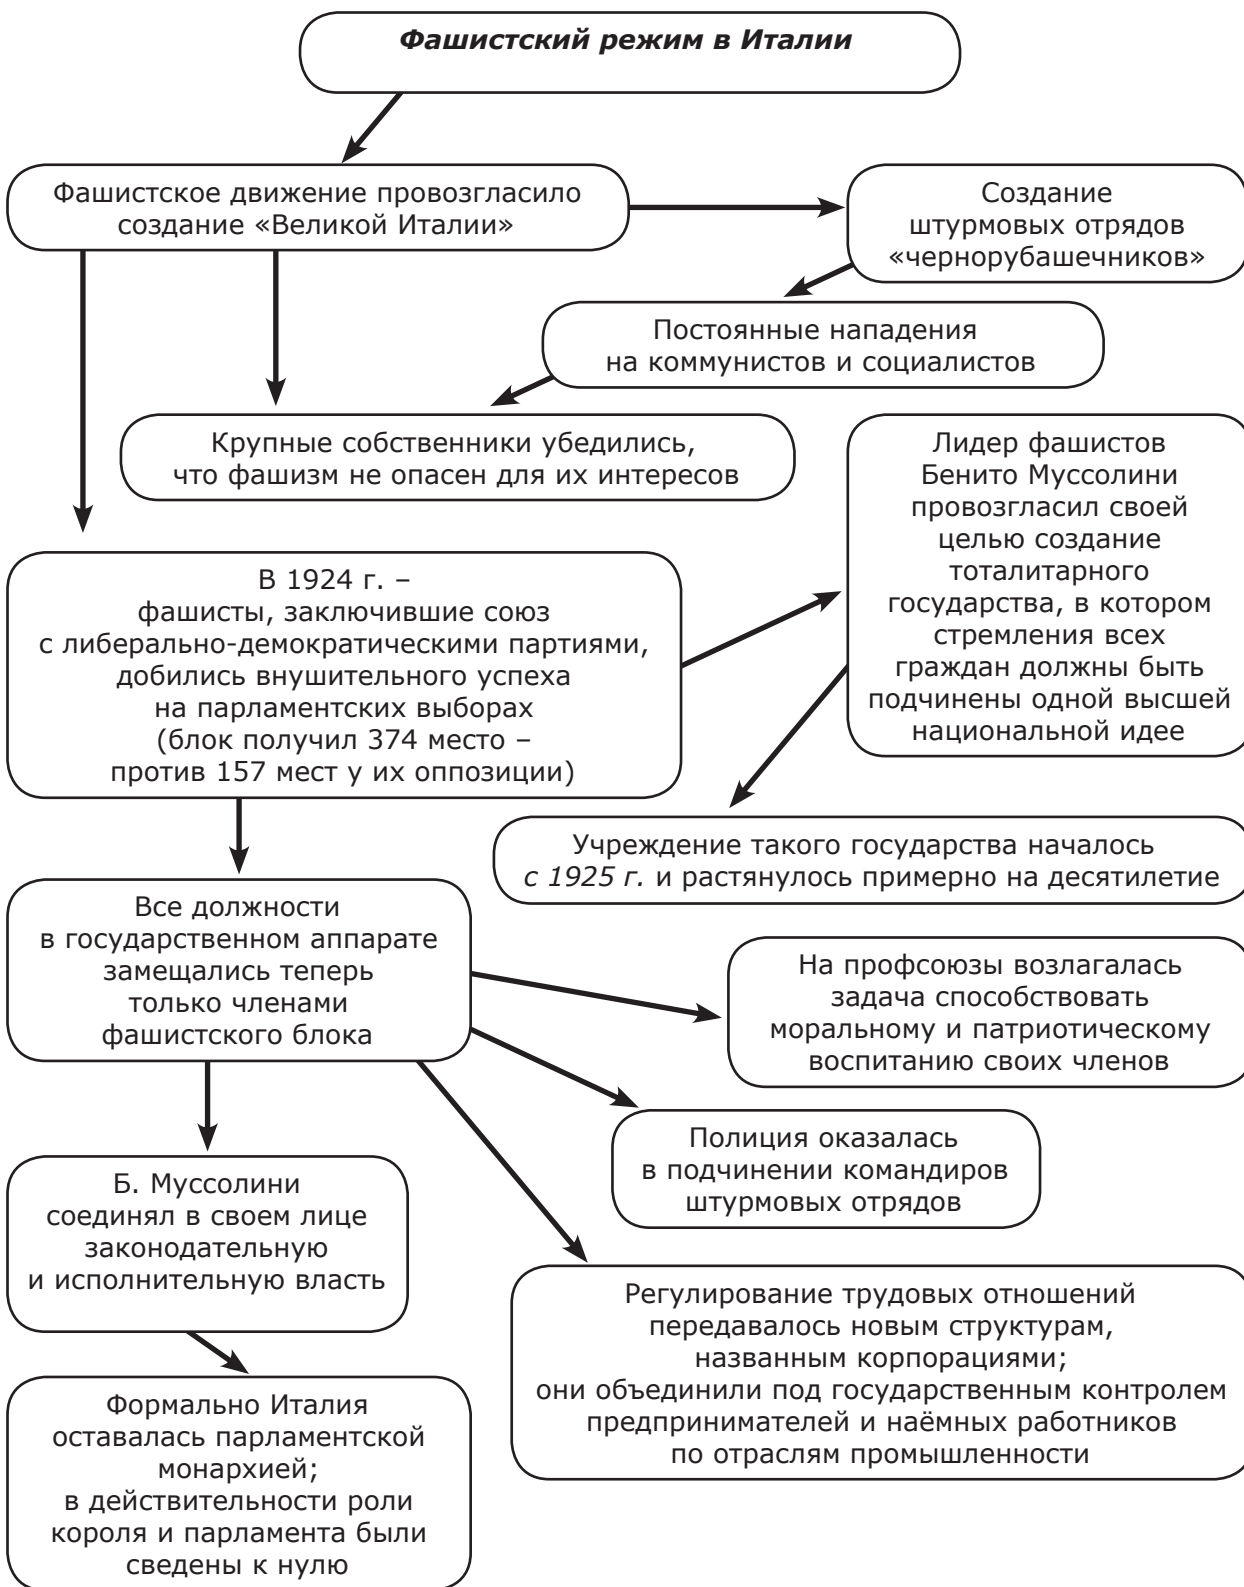 Фашистский режим в Италии
Фашистское движение провозгласило
создание «Великой Италии»
Создание
штурмовых отрядов
«чернорубашечников»
Постоянные нападения
на коммунистов и социалистов
Крупные собственники убедились,
что фашизм не опасен для их интересов
Лидер фашистов
Бенито Муссолини
провозгласил своей
целью создание
тоталитарного
государства, в котором
стремления всех
граждан должны быть
подчинены одной высшей
национальной идее
В 1924 г. –
фашисты, заключившие союз
с либерально-демократическими партиями,
добились внушительного успеха
на парламентских выборах
(блок получил 374 место –
против 157 мест у их оппозиции)
Учреждение такого государства началось
с 1925 г. и растянулось примерно на десятилетие
Все должности
в государственном аппарате
замещались теперь
только членами
фашистского блока
На профсоюзы возлагалась
задача способствовать
моральному и патриотическому
воспитанию своих членов
Полиция оказалась
в подчинении командиров
штурмовых отрядов
Б. Муссолини
соединял в своем лице
законодательную
и исполнительную власть
Регулирование трудовых отношений
передавалось новым структурам,
названным корпорациями;
они объединили под государственным контролем
предпринимателей и наёмных работников
по отраслям промышленности
Формально Италия
оставалась парламентской
монархией;
в действительности роли
короля и парламента были
сведены к нулю